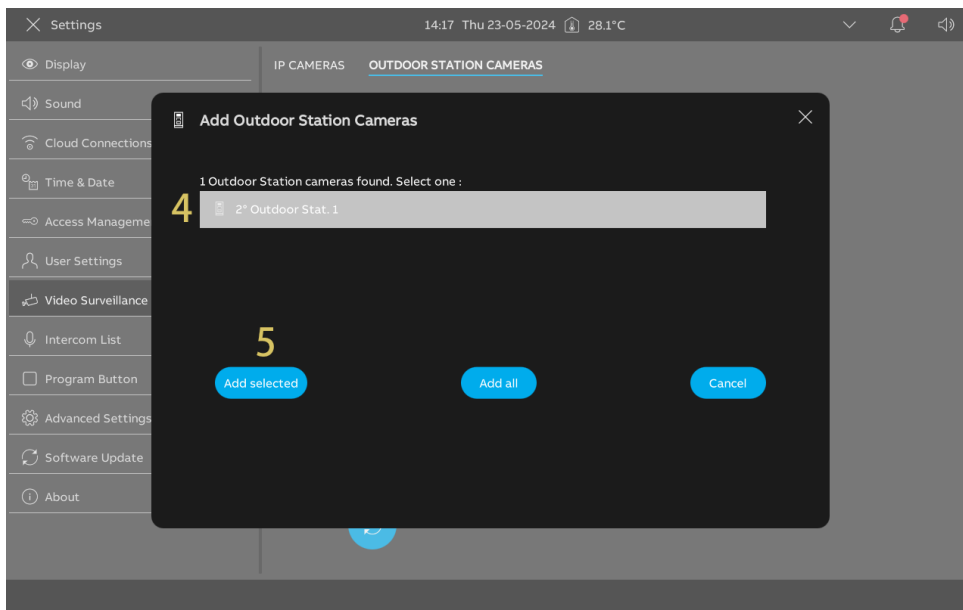 Settings
14:17 Thu 23-05-2024 28.1°C
Display
IP CAMERAS OUTDOOR STATION CAMERAS
Sound
Add Outdoor Station Cameras
Cloud Connections
Time & Date
1 Outdoor Station cameras found. Select one :
4
2* Outdoor Stat. 1
Access Manageme
User Settings
Video Surveillance
Intercom List
5
Program Button
Add selected Add all Cancel
Advanced Settings
Software Update
About